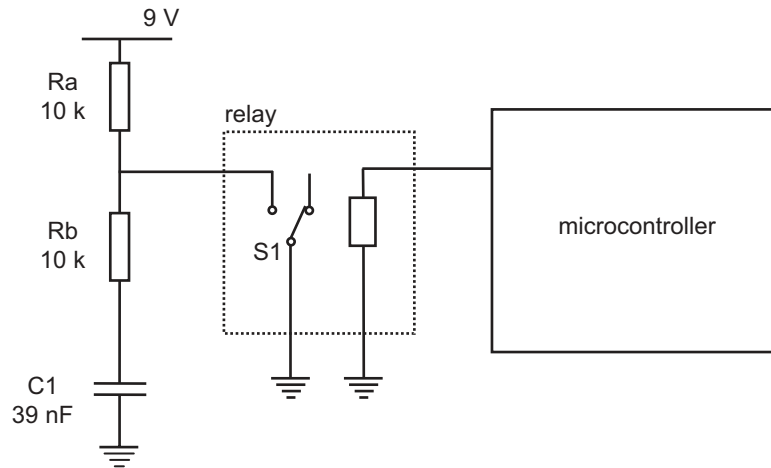 9 V
Ra
10 k
relay
Rb
10 k
S1
microcontroller
C1
39 nF